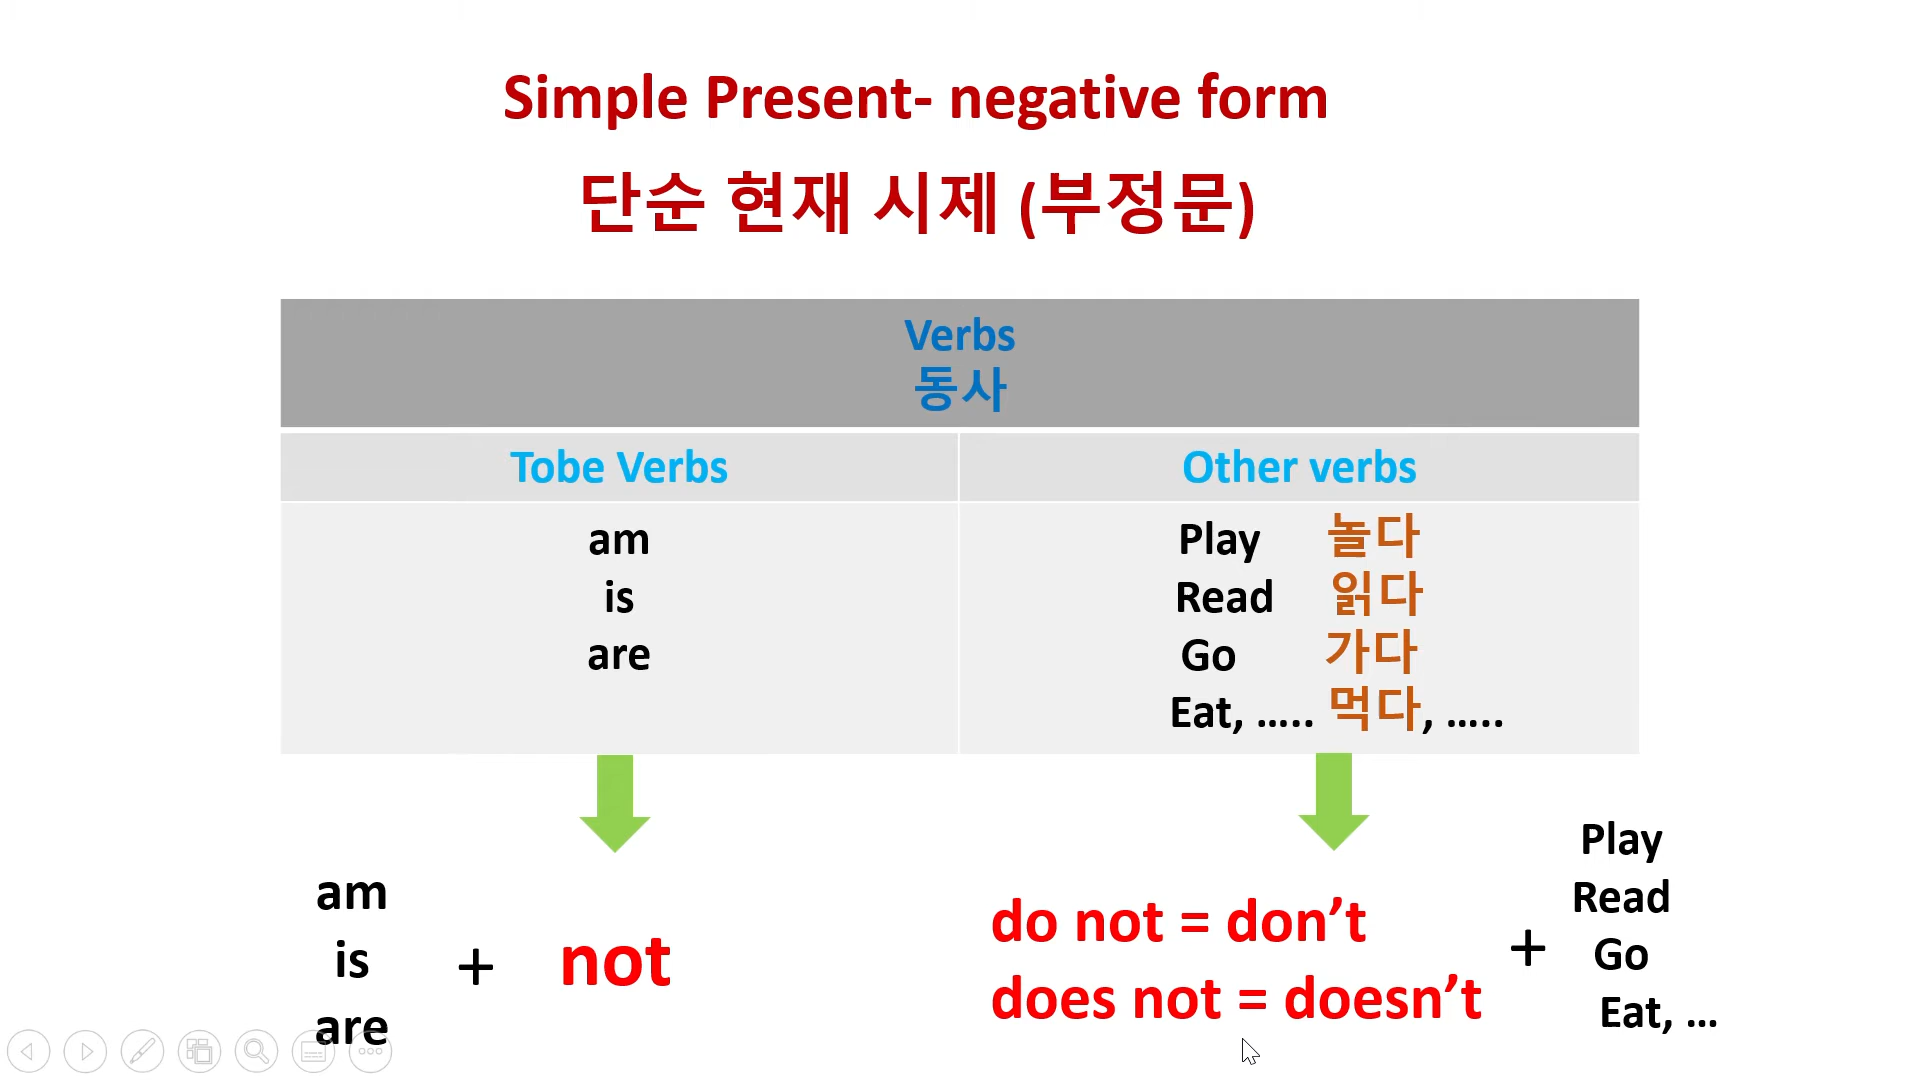 Simple Present- negative form
단순 현재 시제 (부정문)
Verbs
동사
Tobe Verbs
Other verbs
am
is
are
Play 놀다
Read 읽다
Go 가다
Eat, ..... 먹다, .....
am
is
are
+
not
do not = don’t
does not = doesn’t
+
Play
Read
Go
Eat, ...